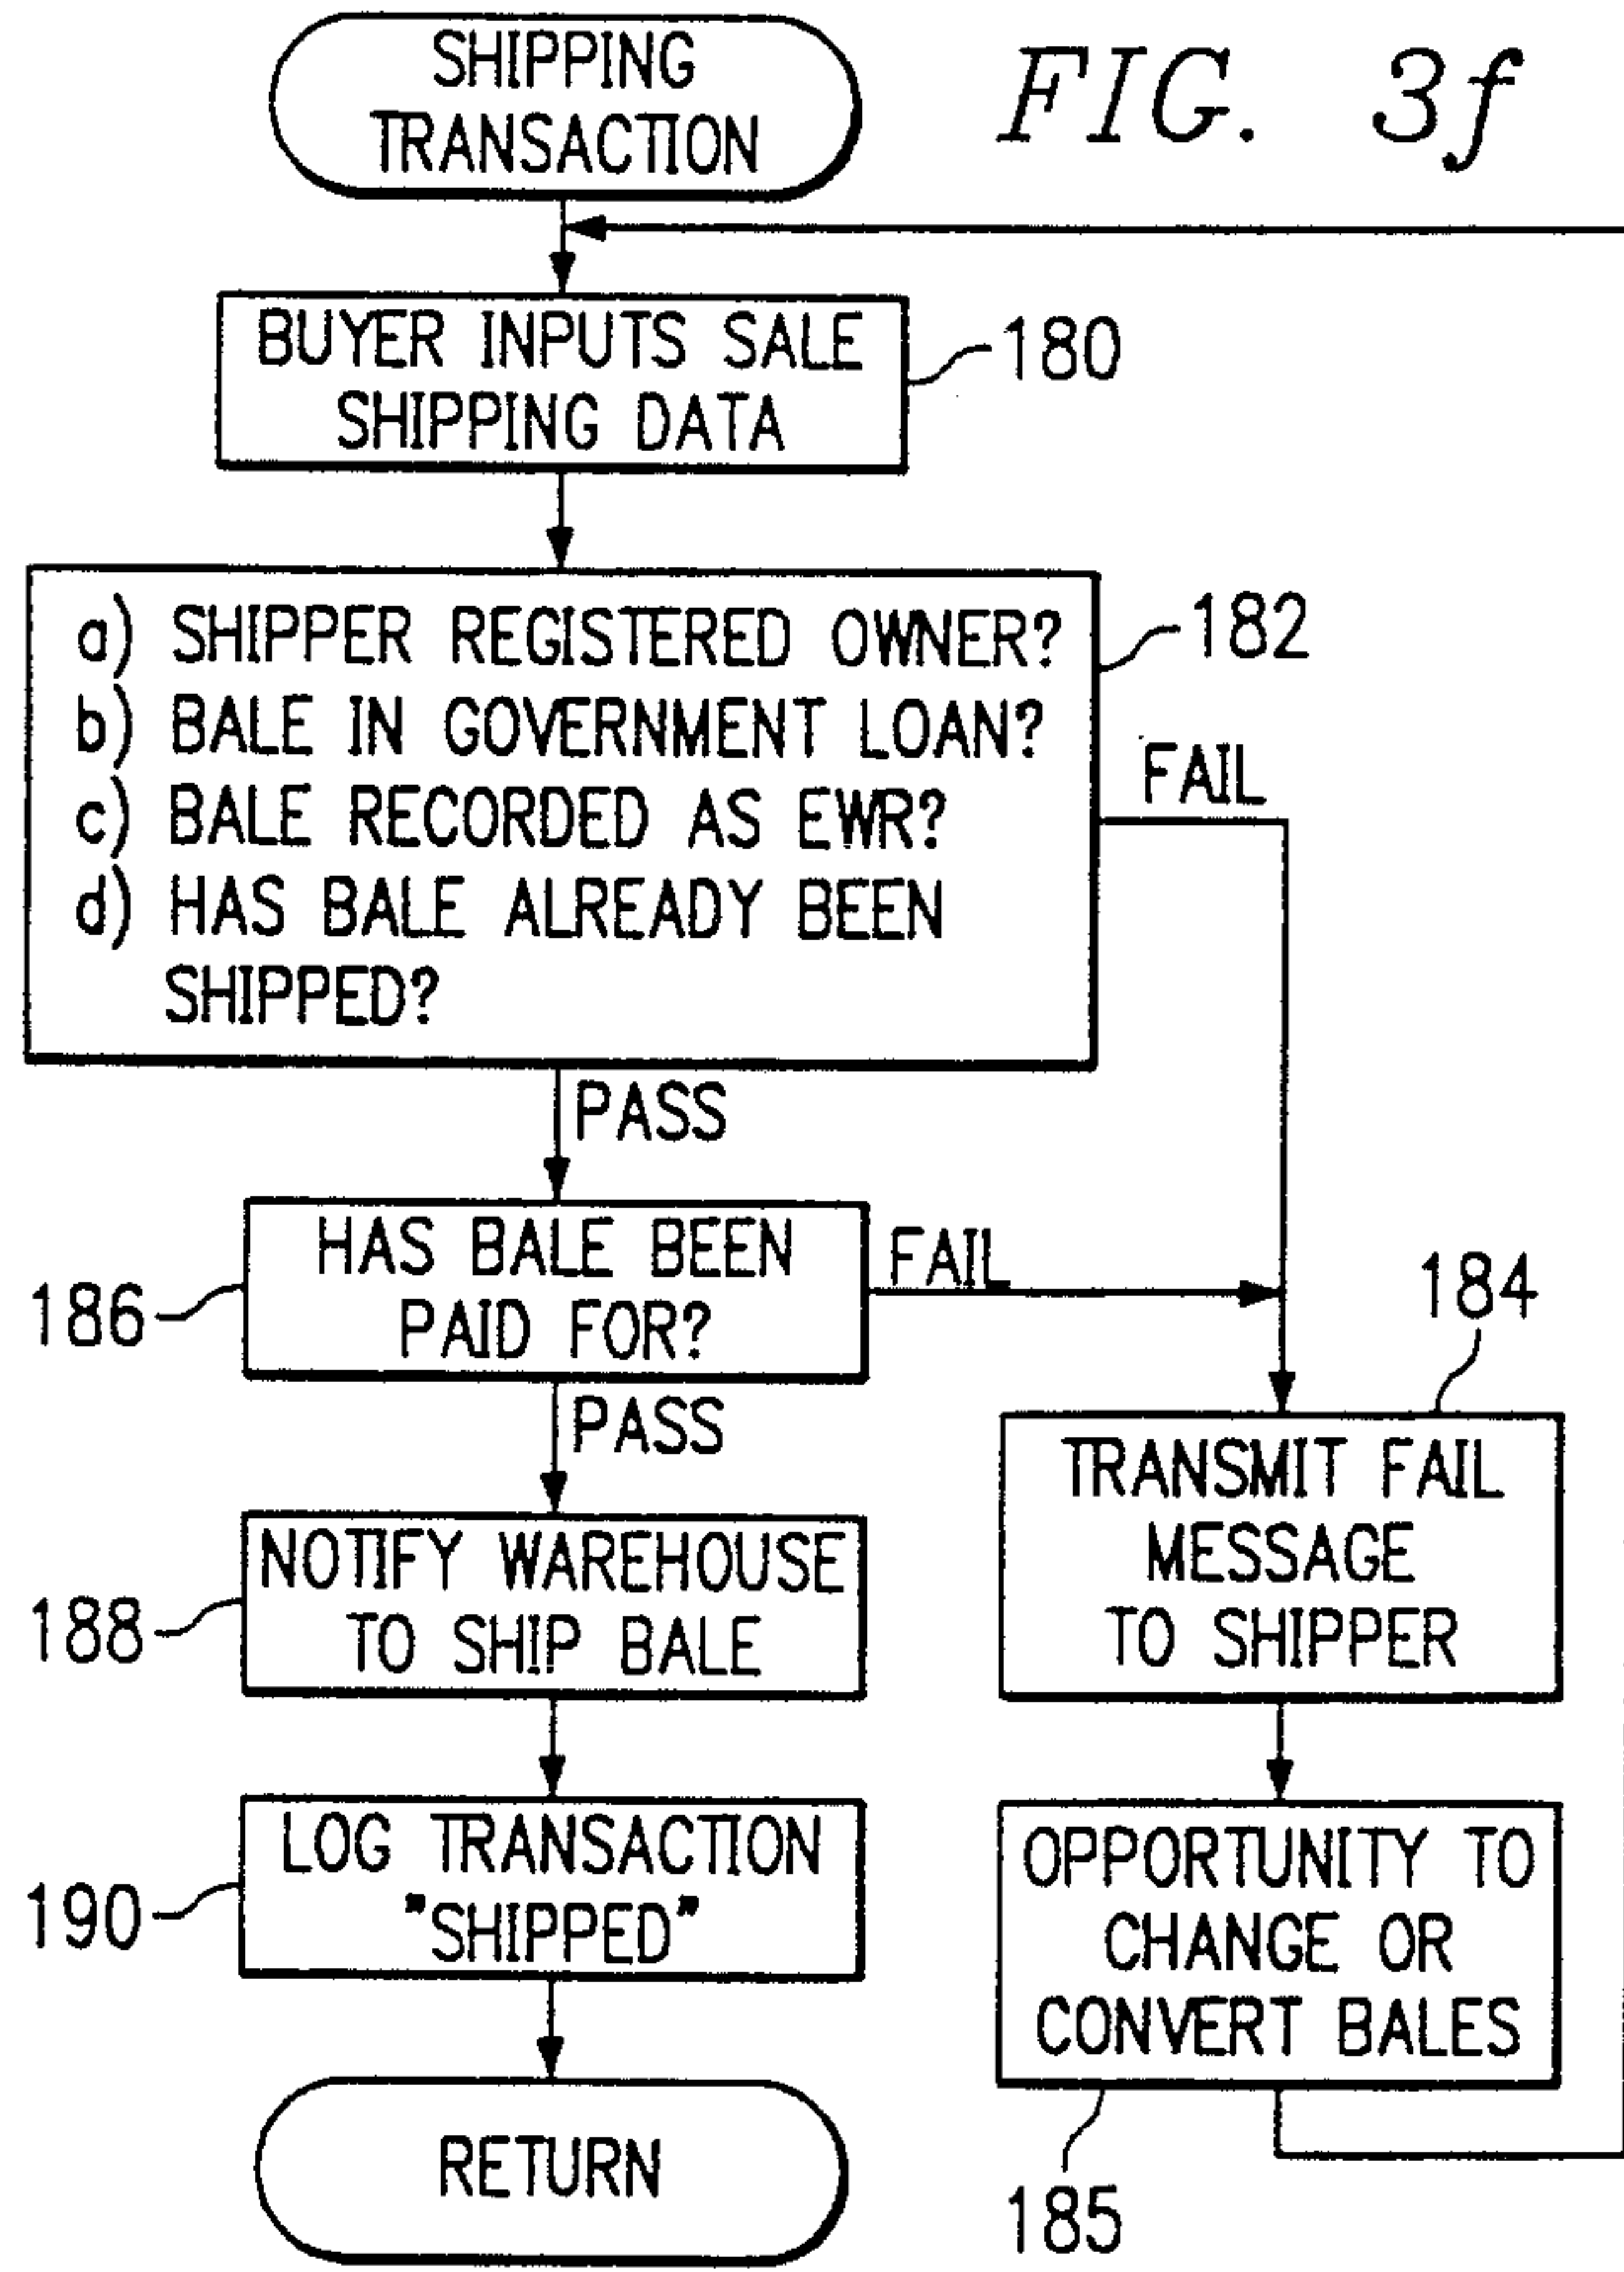 SHIPPING
TRANSACTION
FIG. 3f
BUYER INPUTS SALE
SHIPPING DATA
180
a) SHIPPER REGISTERED OWNER?
b) BALE IN GOVERNMENT LOAN?
c) BALE RECORDED AS EWR?
d) HAS BALE ALREADY BEEN
SHIPPED?
182
FAIL
PASS
HAS BALE BEEN
PAID FOR?
186
FAIL
184
PASS
TRANSMIT FAIL
MESSAGE
TO SHIPPER
NOTIFY WAREHOUSE
TO SHIP BALE
188
LOG TRANSACTION
"SHIPPED"
190
OPPORTUNITY TO
CHANGE OR
CONVERT BALES
185
RETURN